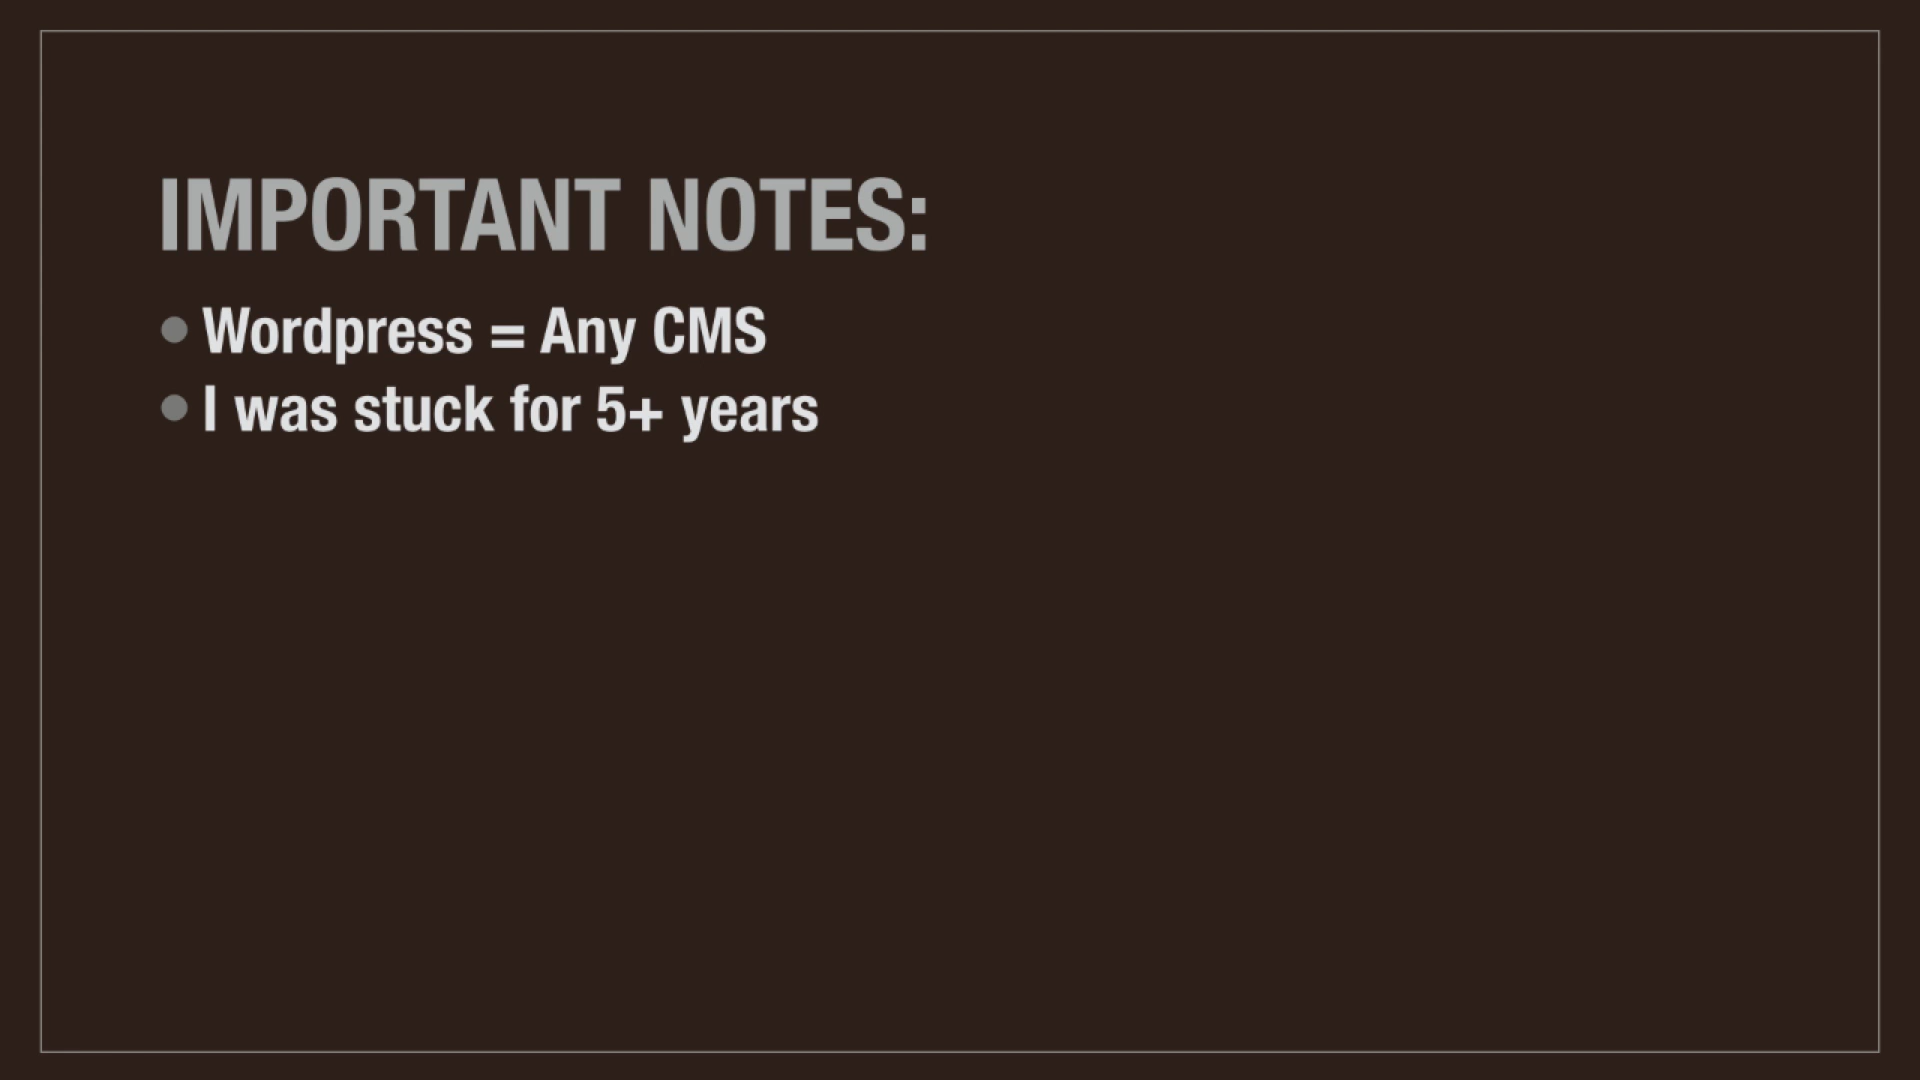 IMPORTANT NOTES:
Wordpress = Any CMS
I was stuck for 5+ years